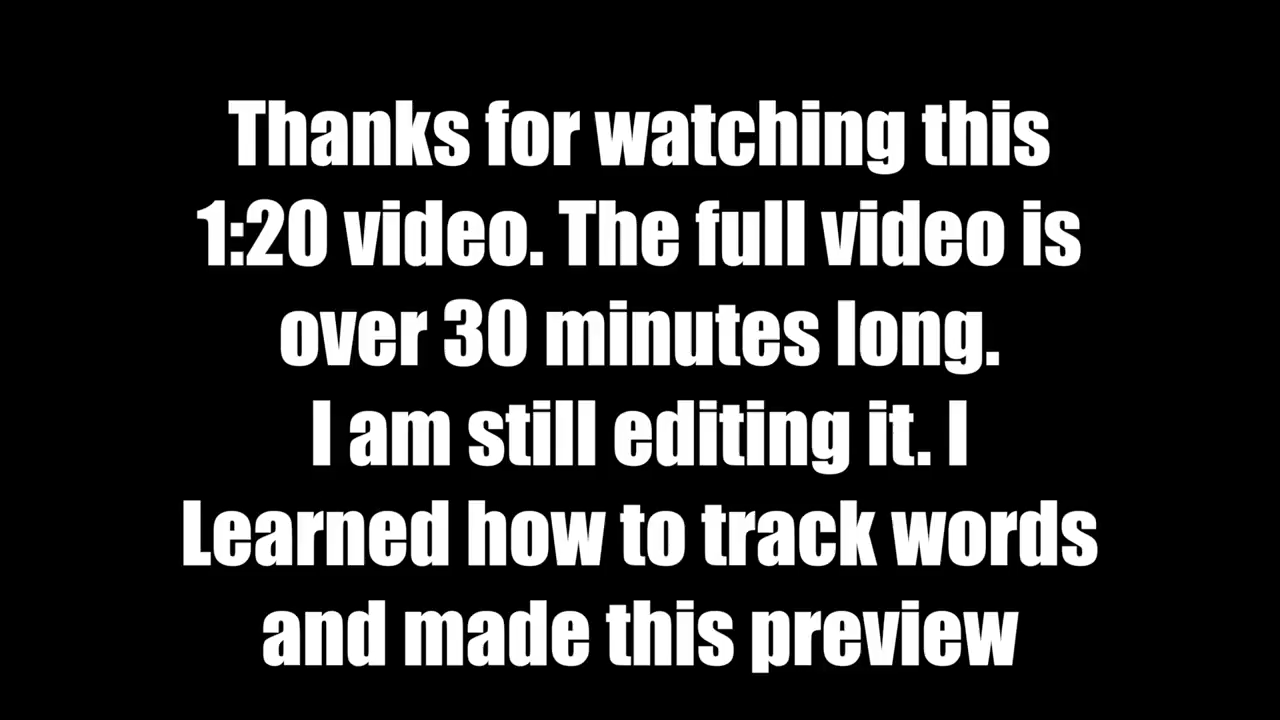 Thanks for watching this
1:20 video. The full video is
over 30 minutes long.
I am still editing it. I
Learned how to track words
and made this preview